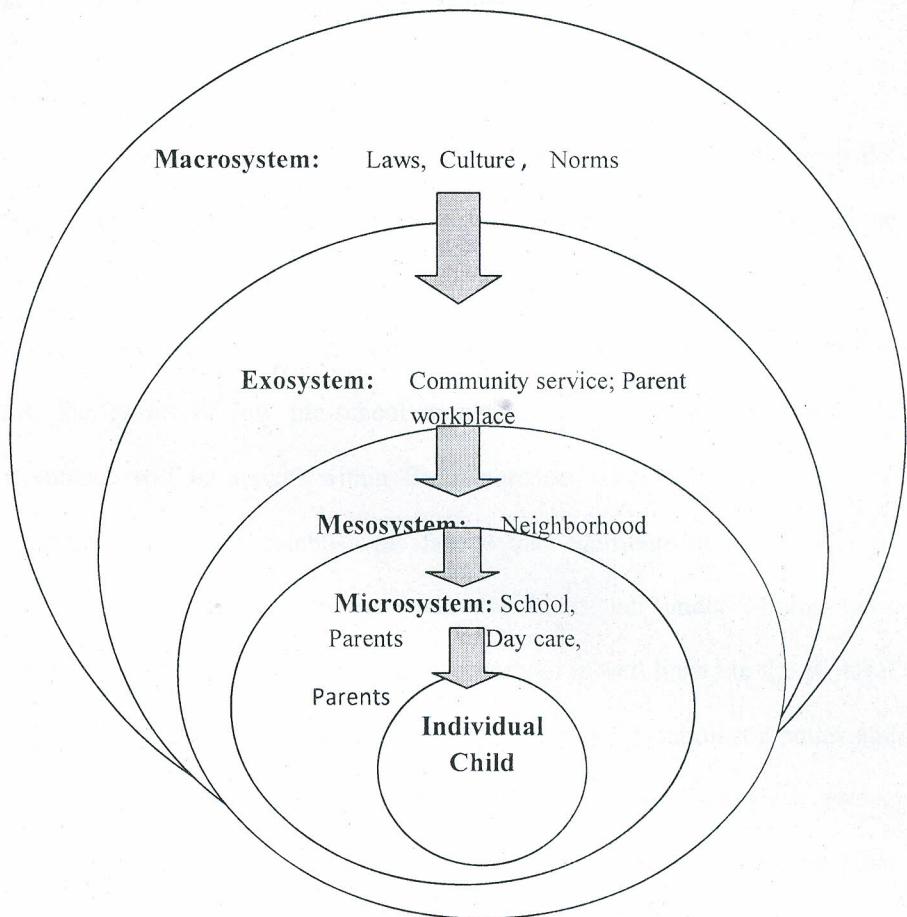 Macrosystem: Laws, Culture, Norms
Exosystem: Community service; Parent
workplace
Mesosystem: Neighborhood
Microsystem: School,
Parents Day care,
Parents
Individual
Child